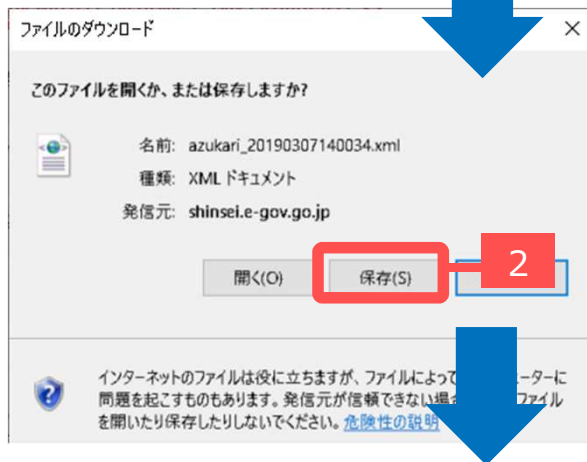 ファイルのダウンロード
このファイルを開くか、または保存しますか?
名前: azukari_20190307140034.xml
種類: XML ドキュメント
発信元: shinsei.e-gov.go.jp
開く(O) 保存(S) 2
インターネットのファイルは役に立ちますが、ファイルによって ーターに
問題を起こすものもあります。発信元が信頼できない場合 ファイル
を開いたり保存したりしないでください。危険性の説明